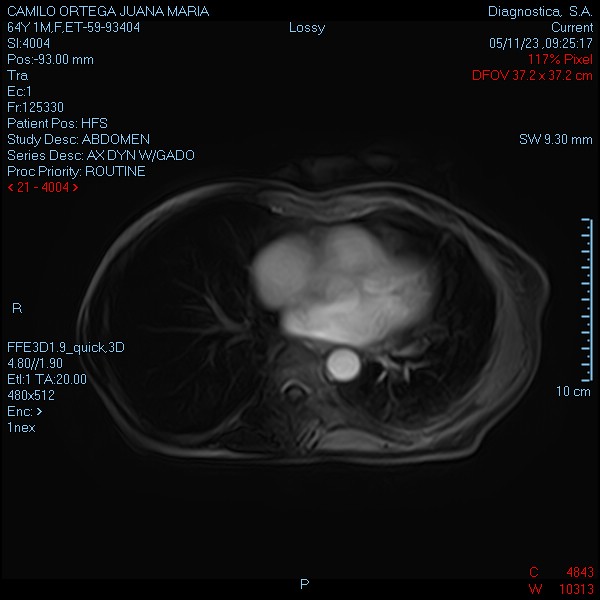 CAMILO ORTEGA JUANA MARIA
64Y 1M,F,ET-59-93404
SI:4004
Pos:-93.00 mm
Tra
Ec:1
Fr:125330
Patient Pos: HFS
Study Desc: ABDOMEN
Series Desc: AX DYN W/GADO
Proc Priority: ROUTINE
< 21 - 4004 >
Lossy
Diagnostica, S.A.
Current
05/11/23 ,09:25:17
117% Pixel
DFOV 37.2 x 37.2 cm
SW 9.30 mm
R
FFE3D1.9_quick,3D
4.80//1.90
Etl:1 TA:20.00
480x512
Enc: >
1nex
10 cm
P
C 4843
W 10313